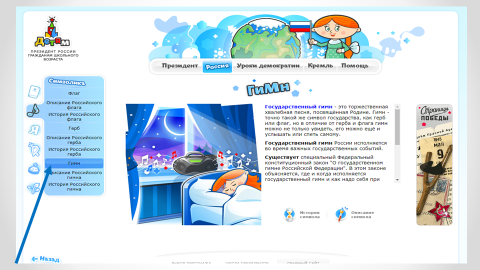 Детям
ПРЕЗИДЕНТ РОССИИ
ГРАЖДАНАМ ШКОЛЬНОГО
ВОЗРАСТА
Президент
Россия
Уроки демократии
Кремль
Помощь
Символика
Флаг
Описание Российского
флага
История Российского
флага
Герб
Описание Российского
герба
История Российского
герба
Гимн
Описание Российского
гимна
История Российского
гимна
Назад
ГиМн
Государственный гимн - это торжественная
хвалебная песня, посвящённая Родине. Гимн -
точно такой же символ государства, как герб
или флаг, но в отличие от герба и флага гимн
можно не только увидеть, его можно ещё и
услышать или спеть самому.
Государственный гимн России исполняется
во время важных государственных событий.
Существует специальный Федеральный
конституционный закон "О государственном
гимне Российской Федерации". В этом законе
объясняется, где и когда исполняется
государственный гимн и как надо себя при
История
символа
Описание
символа
Страницы
ПОБЕДЫ
МАЯ
9